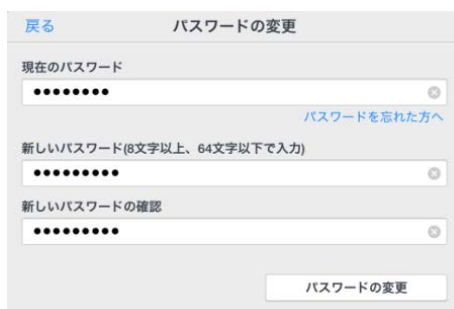 戻る パスワードの変更
現在のパスワード
••••••••
パスワードを忘れた方へ
新しいパスワード(8文字以上、64文字以下で入力)
•••••••••
新しいパスワードの確認
•••••••••
パスワードの変更